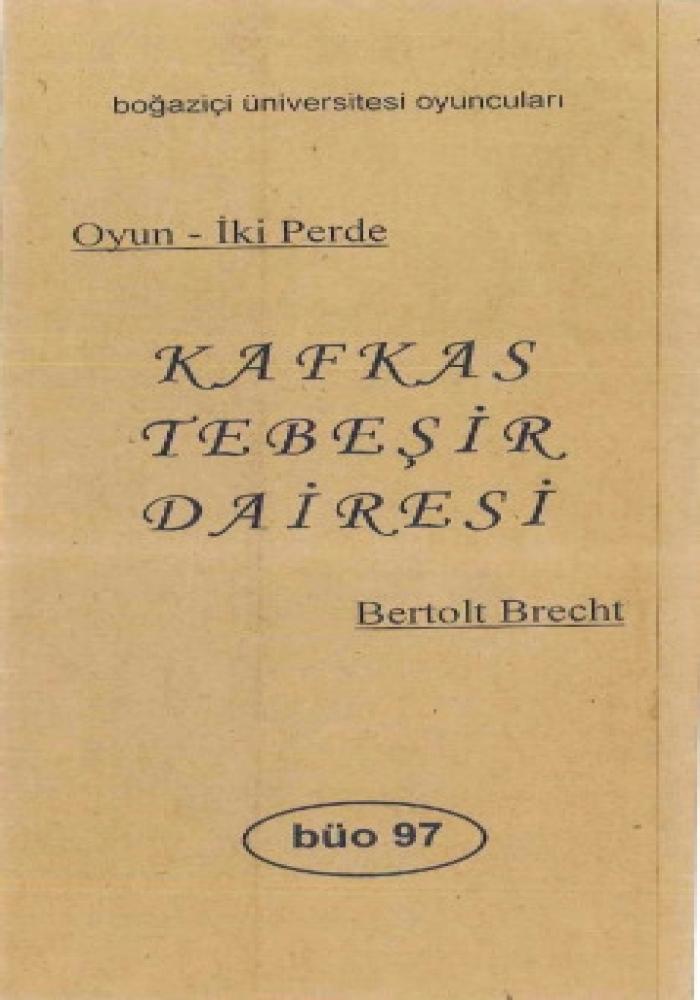 boğaziçi üniversitesi oyuncuları
Oyun - İki Perde
KAFKAS
TEBEŞİR
DAİRESİ
Bertolt Brecht
büo 97